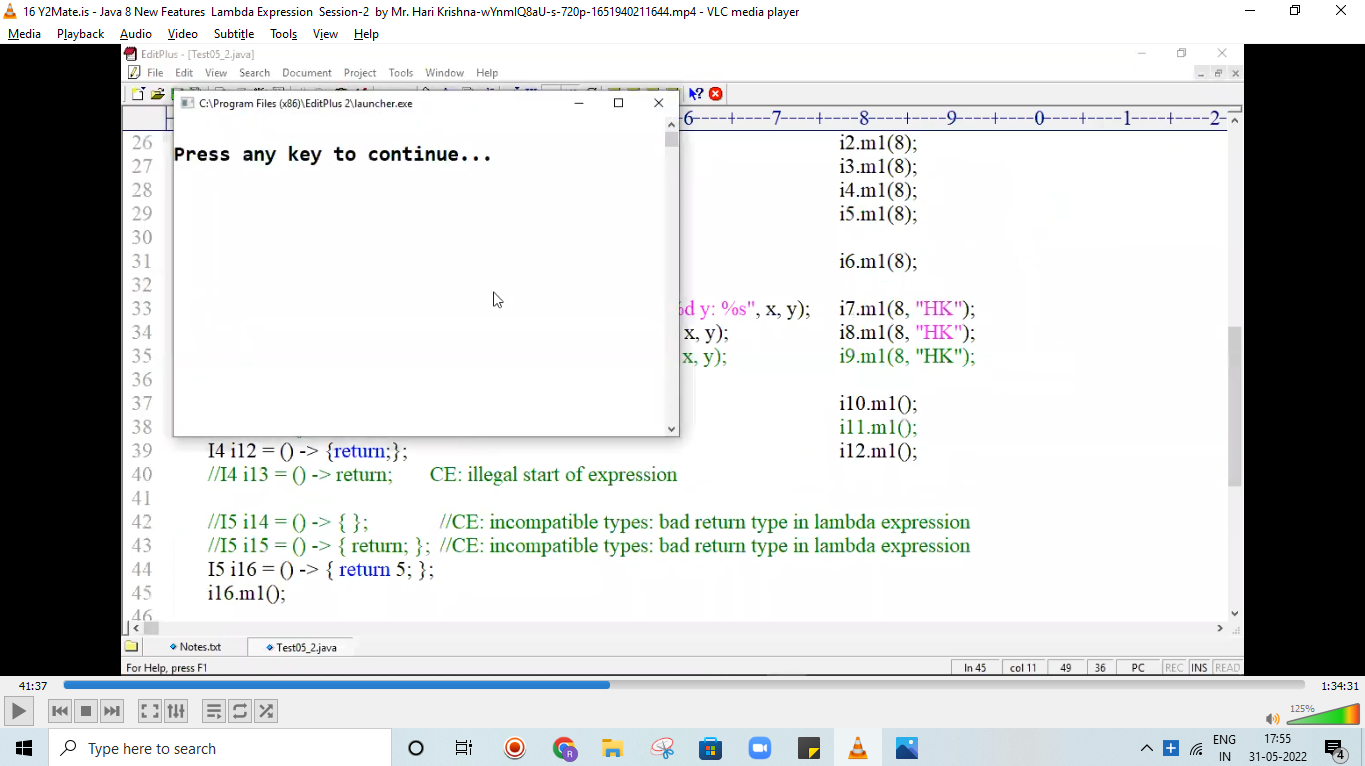 16 Y2Mate.is - Java 8 New Features Lambda Expression Session-2 by Mr. Hari Krishna-wYnmlQ8aU-s-720p-1651940211644.mp4 - VLC media player
Media Playback Audio Video Subtitle Tools View Help
EditPlus - [Test05_2.java]
File Edit View Search Document Project Tools Window Help
C:\Program Files (x86)\EditPlus 2\launcher.exe
Press any key to continue...
6----+----7----+----8----+----9----+----0----+----1----+----2-
26 i2.m1(8);
27 i3.m1(8);
28 i4.m1(8);
29 i5.m1(8);
30
31 i6.m1(8);
32
33 %d y: %s", x, y); i7.m1(8, "HK");
34 x, y); i8.m1(8, "HK");
35 x, y); i9.m1(8, "HK");
36
37 i10.m1();
38 i11.m1();
39 I4 i12 = () -> {return;}; i12.m1();
40 //I4 i13 = () -> return; CE: illegal start of expression
41
42 //I5 i14 = () -> { }; //CE: incompatible types: bad return type in lambda expression
43 //I5 i15 = () -> { return; }; //CE: incompatible types: bad return type in lambda expression
44 I5 i16 = () -> { return 5; };
45 i16.m1();
46
Notes.txt Test05_2.java
For Help, press F1 ln 45 col 11 49 36 PC REC INS READ
41:37 1:34:31
125%
Type here to search
ENG
IN
17:55
31-05-2022
4